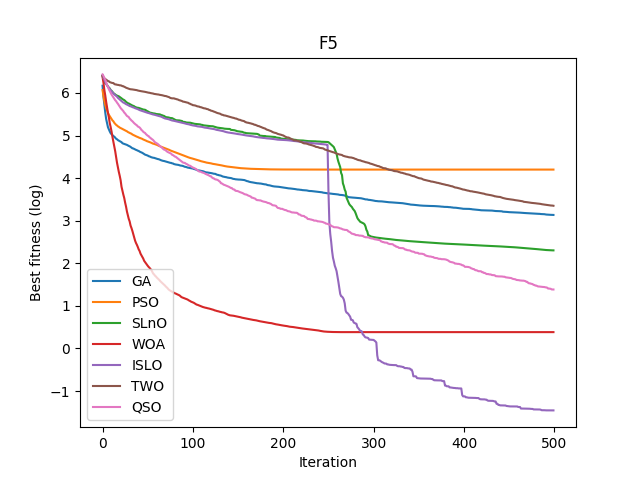 F5
Best fitness (log)
6
5
4
3
2
1
0
−1
GA
PSO
SLnO
WOA
ISLO
TWO
QSO
0 100 200 300 400 500
Iteration